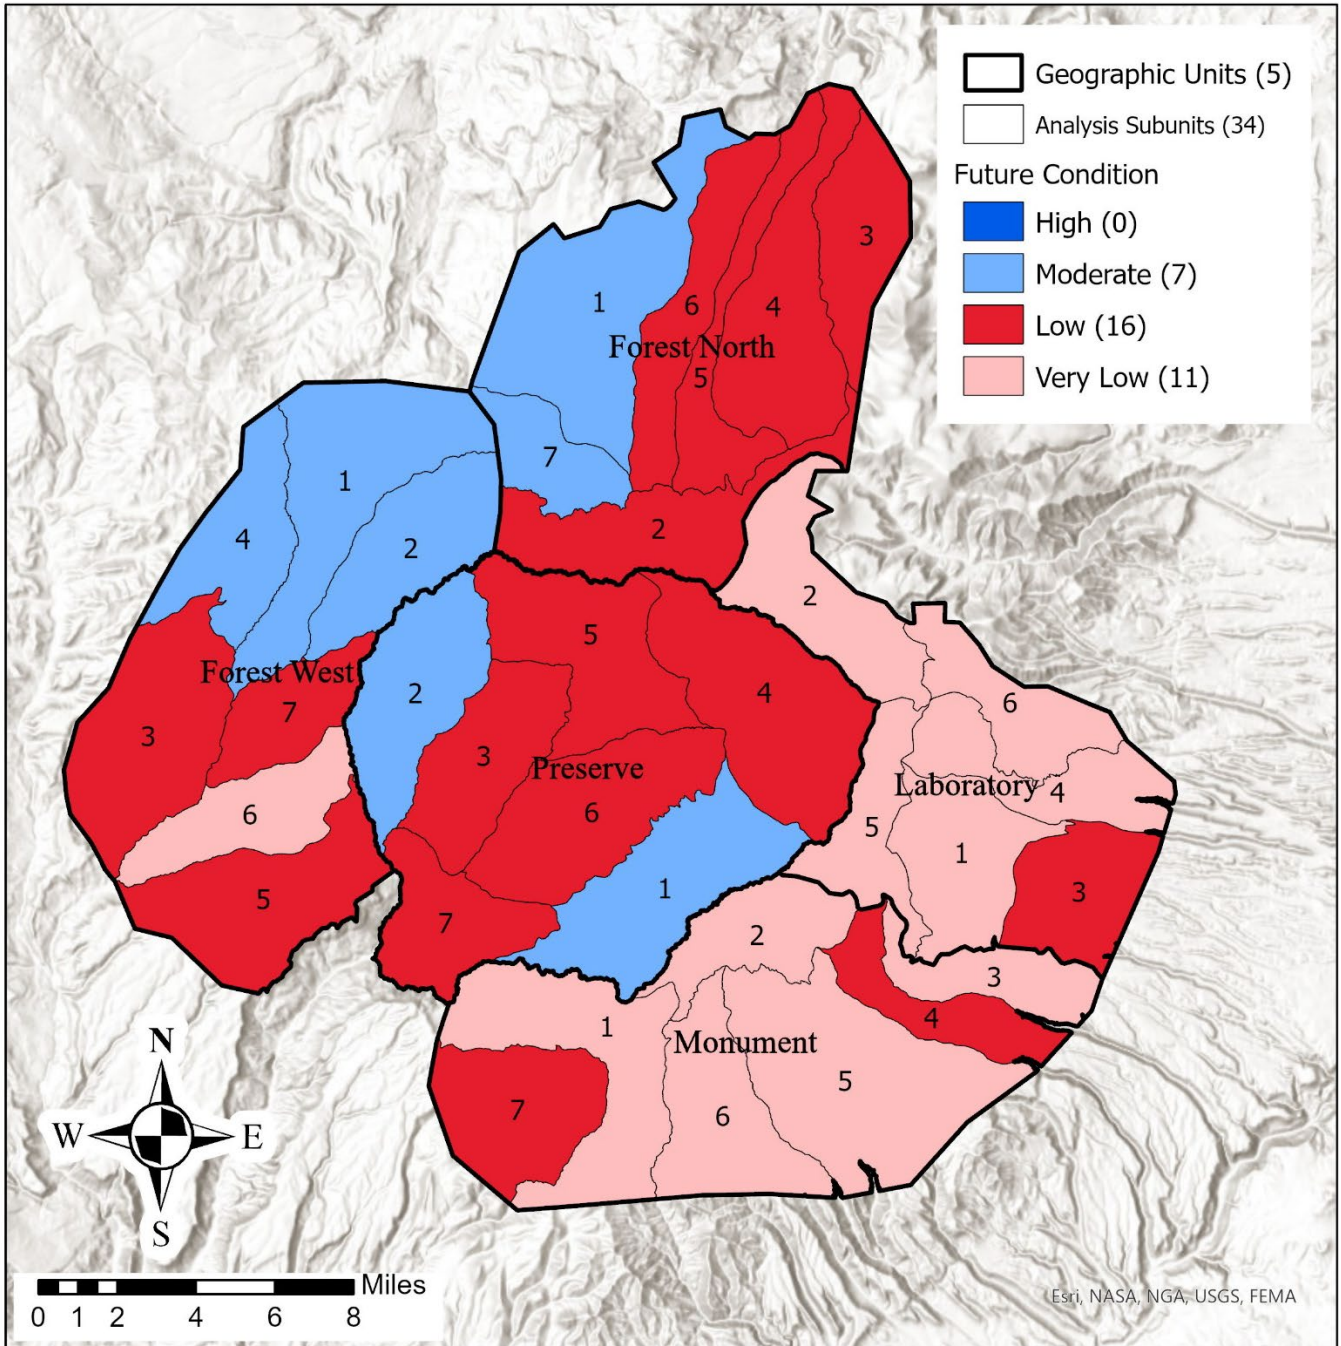 Geographic Units (5)
Analysis Subunits (34)
Future Condition
High (0)
Moderate (7)
Low (16)
Very Low (11)
3
1
6
4
Forest North
5
7
2
1
4
2
Forest West
3
7
6
5
5
2
4
3
Preserve
6
1
7
2
6
Laboratory
4
5
1
3
2
3
4
1
Monument
5
7
6
N
W
E
S
Miles
0 1 2 4 6 8
Esri, NASA, NGA, USGS, FEMA